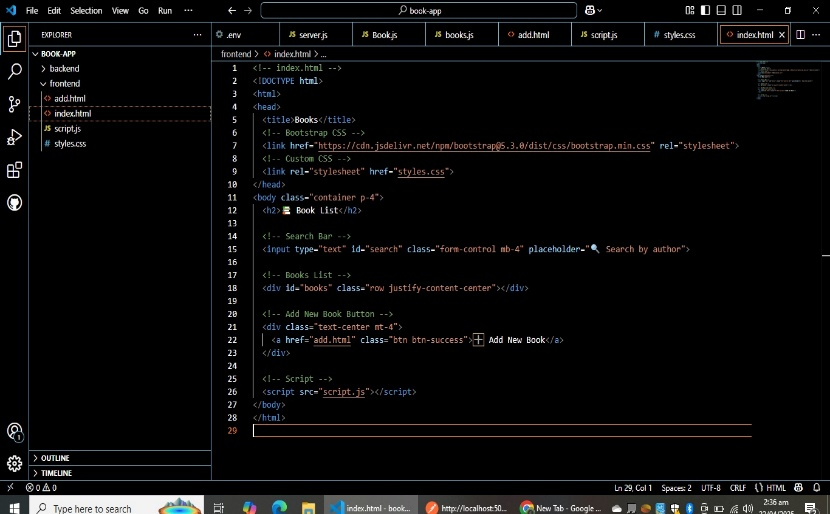 File Edit Selection View Go Run ···
book-app
EXPLORER ···
BOOK-APP
backend
frontend
<> add.html
<> index.html
JS script.js
# styles.css
OUTLINE
TIMELINE
.env
JS server.js
JS Book.js
JS books.js
<> add.html
JS script.js
# styles.css
<> index.html
frontend > <> index.html > ...
1 <!-- index.html -->
2 <!DOCTYPE html>
3 <html>
4 <head>
5 <title>Books</title>
6 <!-- Bootstrap CSS -->
7 <link href="https://cdn.jsdelivr.net/npm/bootstrap@5.3.0/dist/css/bootstrap.min.css" rel="stylesheet">
8 <!-- Custom CSS -->
9 <link rel="stylesheet" href="styles.css">
10 </head>
11 <body class="container p-4">
12 <h2>📚 Book List</h2>
13
14 <!-- Search Bar -->
15 <input type="text" id="search" class="form-control mb-4" placeholder="🔍 Search by author">
16
17 <!-- Books List -->
18 <div id="books" class="row justify-content-center"></div>
19
20 <!-- Add New Book Button -->
21 <div class="text-center mt-4">
22 <a href="add.html" class="btn btn-success">➕ Add New Book</a>
23 </div>
24
25 <!-- Script -->
26 <script src="script.js"></script>
27 </body>
28 </html>
29
0 0
Ln 29, Col 1 Spaces: 2 UTF-8 CRLF {} HTML
Type here to search
index.html - book...
http://localhost:50...
New Tab - Google ...
2:36 am